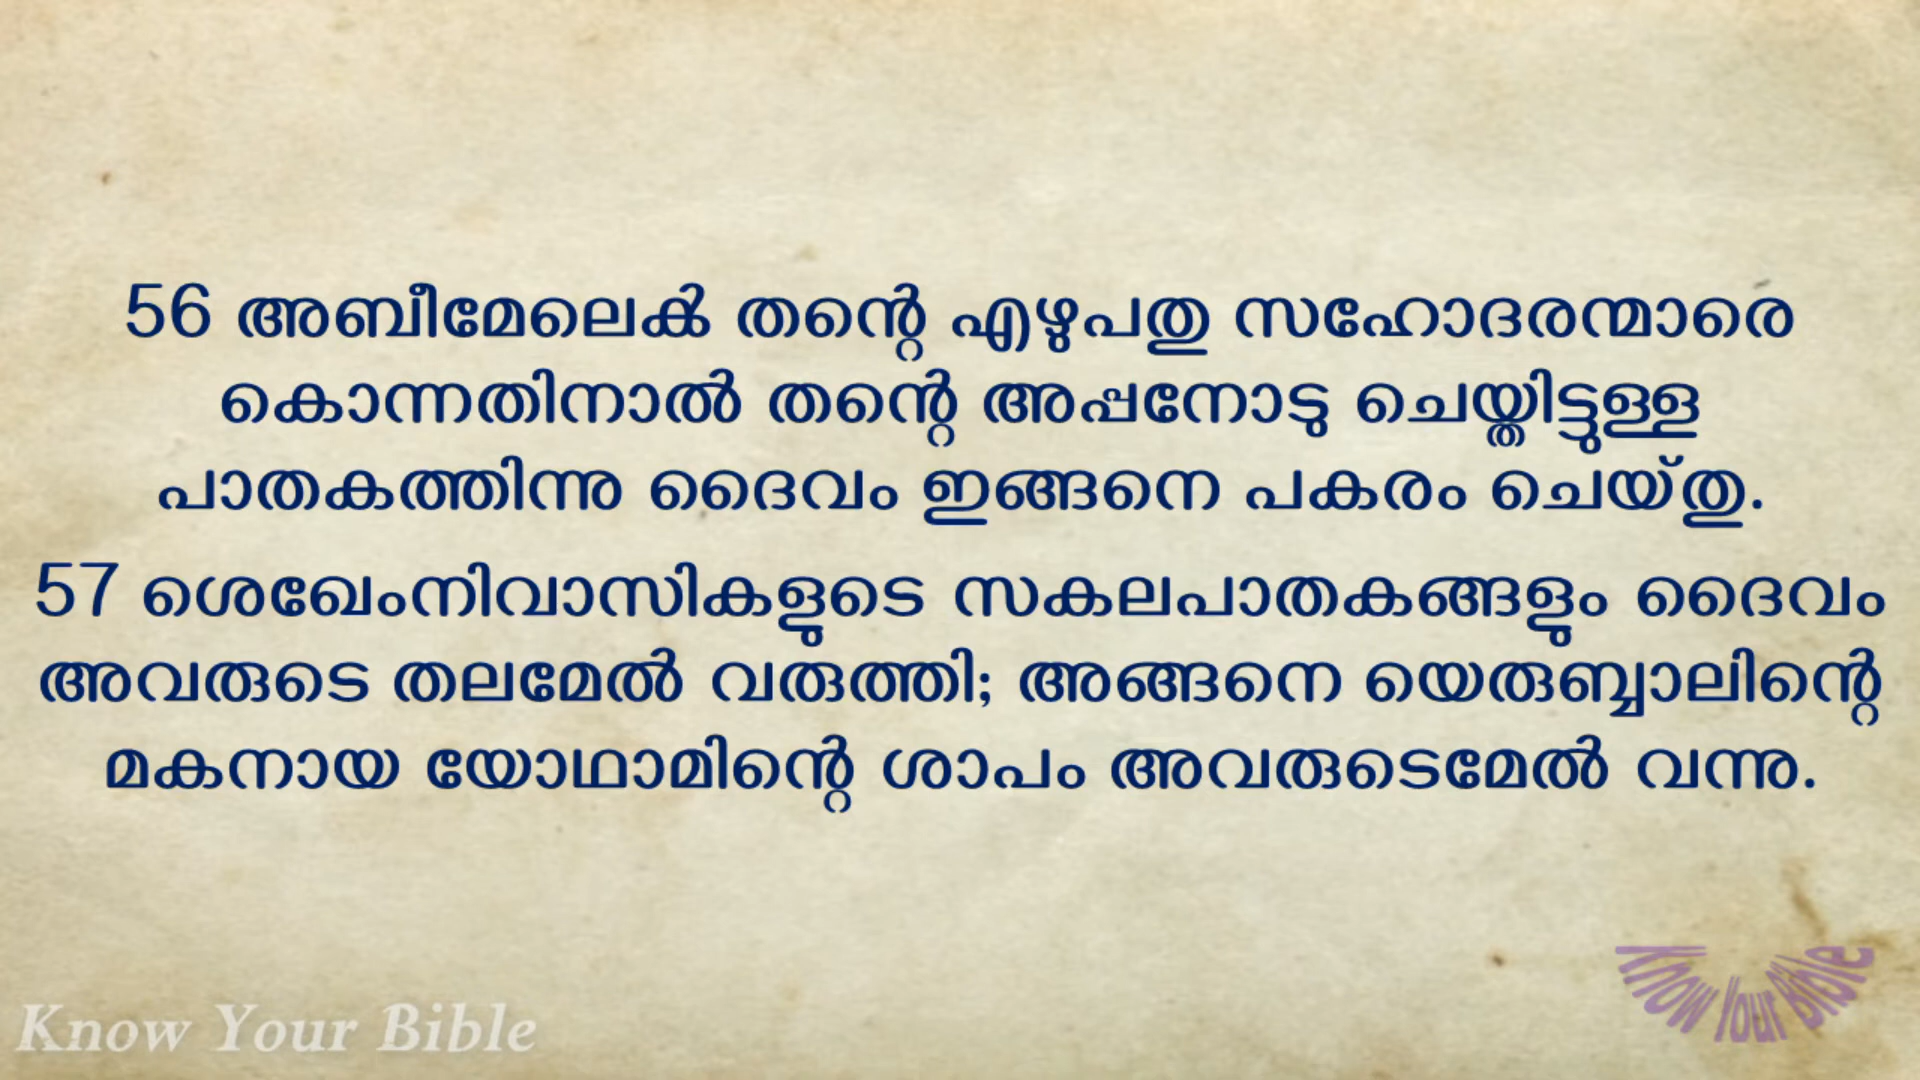 56 അബീമേലെൿ തന്റെ എഴുപതു സഹോദരന്മാരെ
കൊന്നതിനാൽ തന്റെ അപ്പനോടു ചെയ്തിട്ടുള്ള
പാതകത്തിന്നു ദൈവം ഇങ്ങനെ പകരം ചെയ്തു.
57 ശെഖേംനിവാസികളുടെ സകലപാതകങ്ങളും ദൈവം
അവരുടെ തലമേൽ വരുത്തി; അങ്ങനെ യെരുബ്ബാലിന്റെ
മകനായ യോഥാമിന്റെ ശാപം അവരുടെമേൽ വന്നു.
Know Your Bible
Know Your Bible